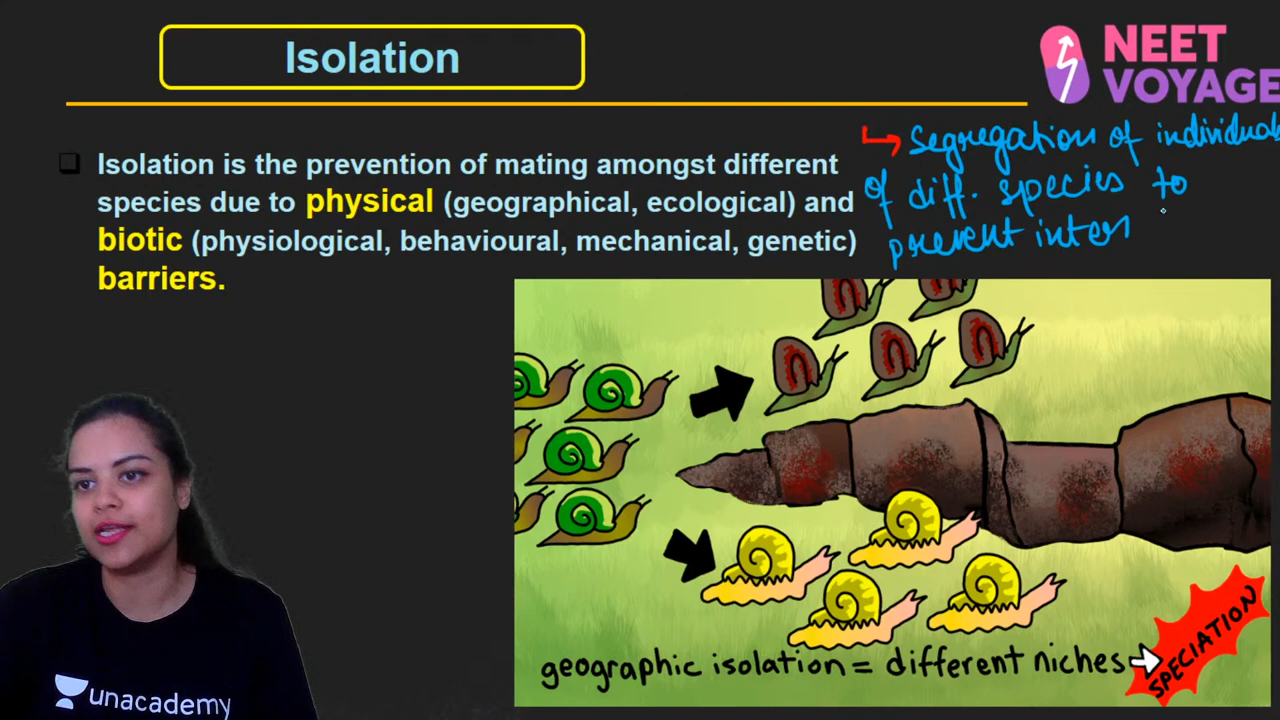 Isolation
NEET
VOYAGE
↳ Segregation of individuals
of diff. species to
prevent inter
Isolation is the prevention of mating amongst different
species due to physical (geographical, ecological) and
biotic (physiological, behavioural, mechanical, genetic)
barriers.
geographic isolation = different niches
SPECIATION
unacademy